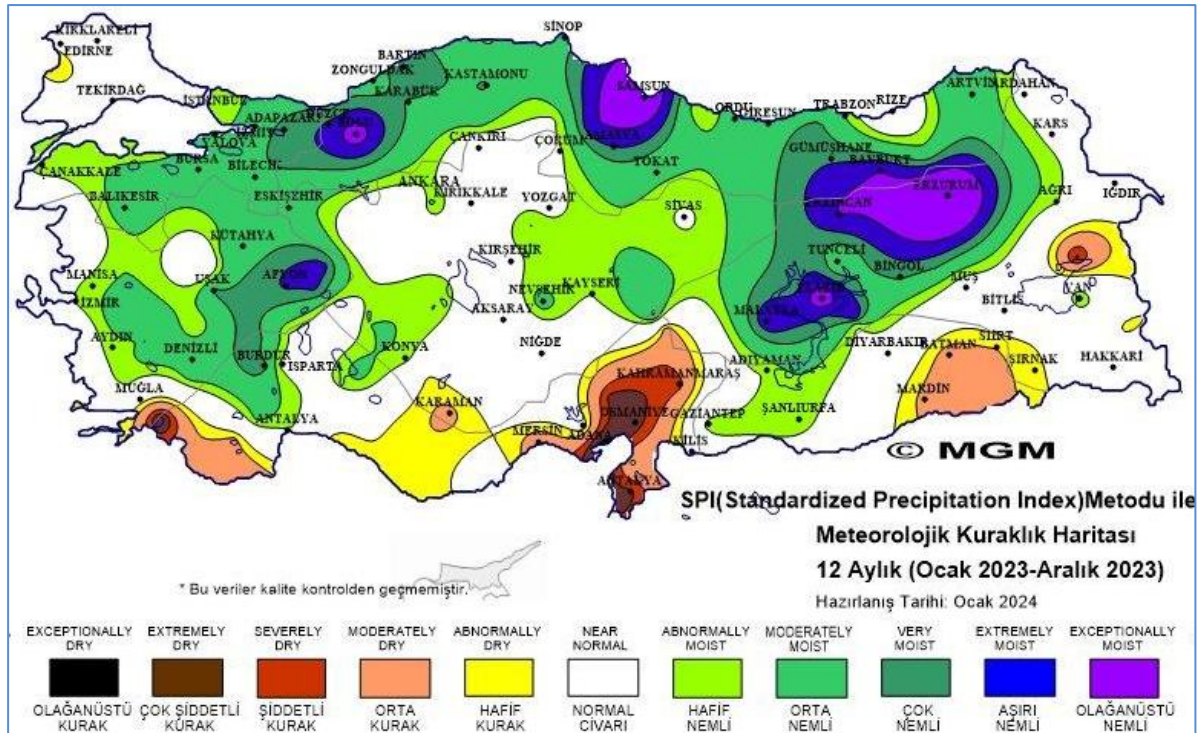 SİNOP
KIRKLARELİ
EDİRNE
BARTIN
ZONGULDAK
KASTAMONU
KARABÜK
TEKİRDAĞ
İSTANBUL
SAMSUN
ARTVİN
ARDAHAN
ORDU
GİRESUN
TRABZON
RİZE
KARS
YALOVA
ÇANKIRI
ÇORUM
AMASYA
TOKAT
GÜMÜŞHANE
BAYBURT
ÇANAKKALE
BURSA
BİLECİK
ANKARA
KIRIKKALE
ERZURUM
AĞRI
IĞDIR
BALIKESİR
ESKİŞEHİR
YOZGAT
SİVAS
ERZİNCAN
KÜTAHYA
KIRŞEHİR
TUNCELİ
MANİSA
UŞAK
AFYON
NEVŞEHİR
KAYSERİ
BİNGÖL
MUŞ
VAN
İZMİR
AKSARAY
MALATYA
BİTLİS
AYDIN
DENİZLİ
BURDUR
ISPARTA
KONYA
NİĞDE
ADIYAMAN
DİYARBAKIR
BATMAN
SİİRT
ŞIRNAK
HAKKARİ
MUĞLA
KAHRAMANMARAŞ
MARDİN
ANTALYA
KARAMAN
MERSİN
ADANA
OSMANİYE
GAZİANTEP
ŞANLIURFA
KİLİS
ANTAKYA
© MGM
SPI(Standardized Precipitation Index)Metodu ile
Meteorolojik Kuraklık Haritası
12 Aylık (Ocak 2023-Aralık 2023)
Hazırlanış Tarihi: Ocak 2024
* Bu veriler kalite kontrolden geçmemiştir.
EXCEPTIONALLY DRY
EXTREMELY DRY
SEVERELY DRY
MODERATELY DRY
ABNORMALLY DRY
NEAR NORMAL
ABNORMALLY MOIST
MODERATELY MOIST
VERY MOIST
EXTREMELY MOIST
EXCEPTIONALLY MOIST
OLAĞANÜSTÜ KURAK
ÇOK ŞİDDETLİ KURAK
ŞİDDETLİ KURAK
ORTA KURAK
HAFİF KURAK
NORMAL CİVARI
HAFİF NEMLİ
ORTA NEMLİ
ÇOK NEMLİ
AŞIRI NEMLİ
OLAĞANÜSTÜ NEMLİ